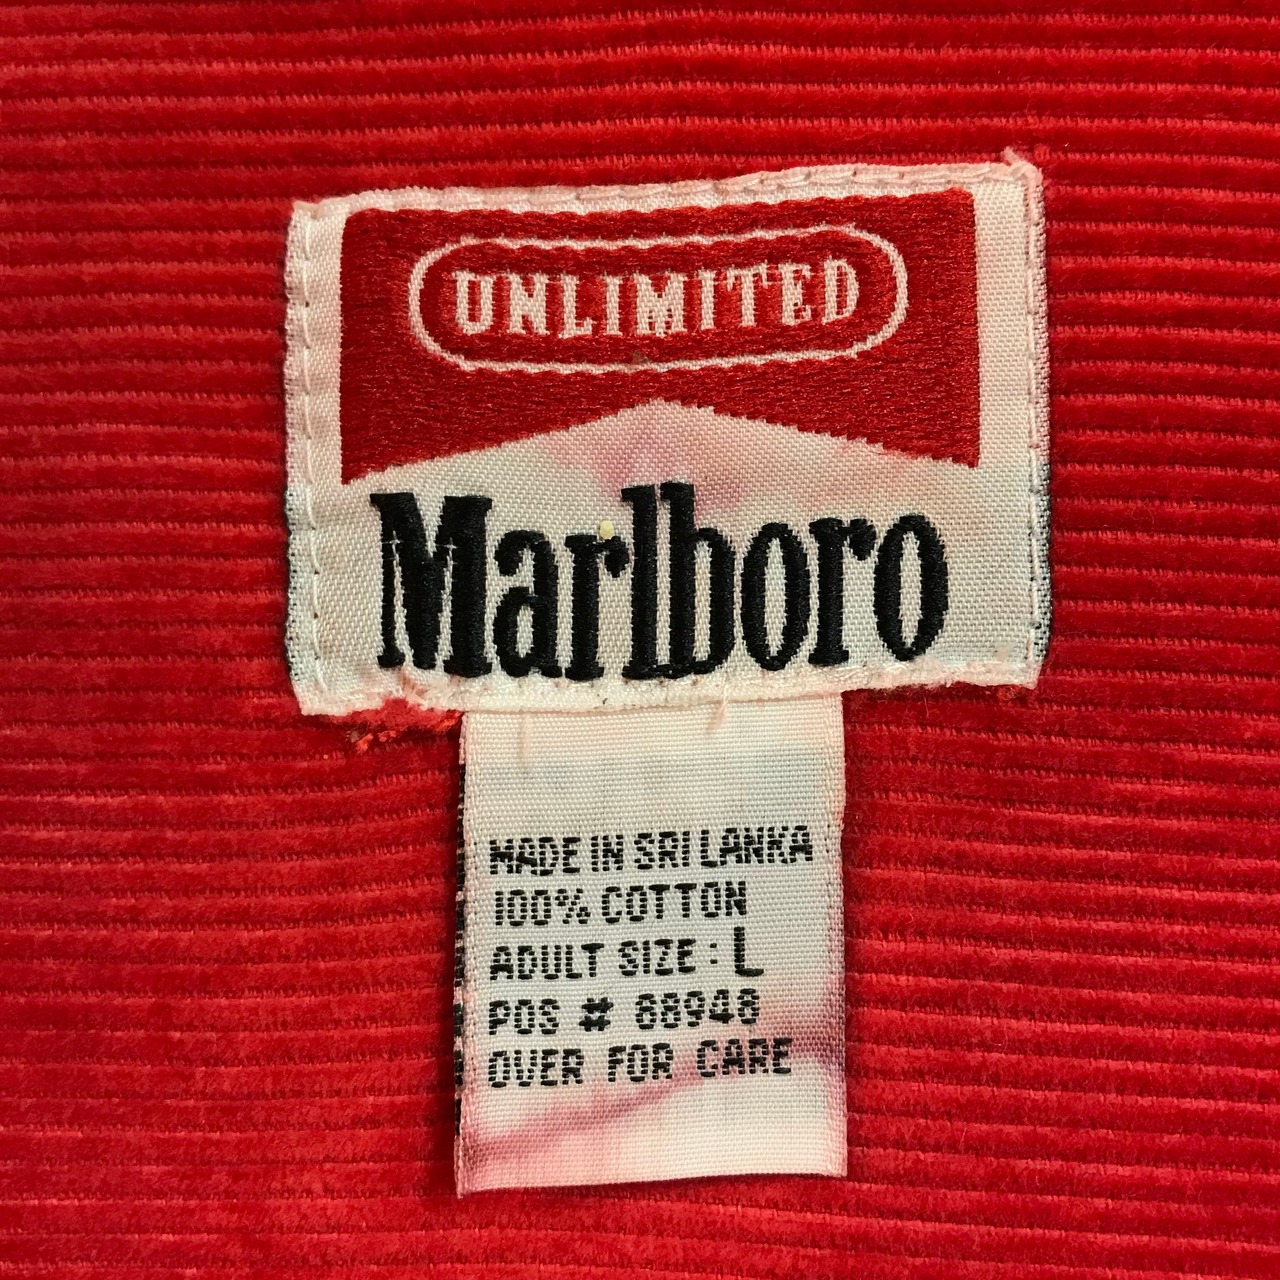 UNLIMITED
Marlboro
MADE IN SRI LANKA
100% COTTON
ADULT SIZE : L
POS # 88948
OVER FOR CARE